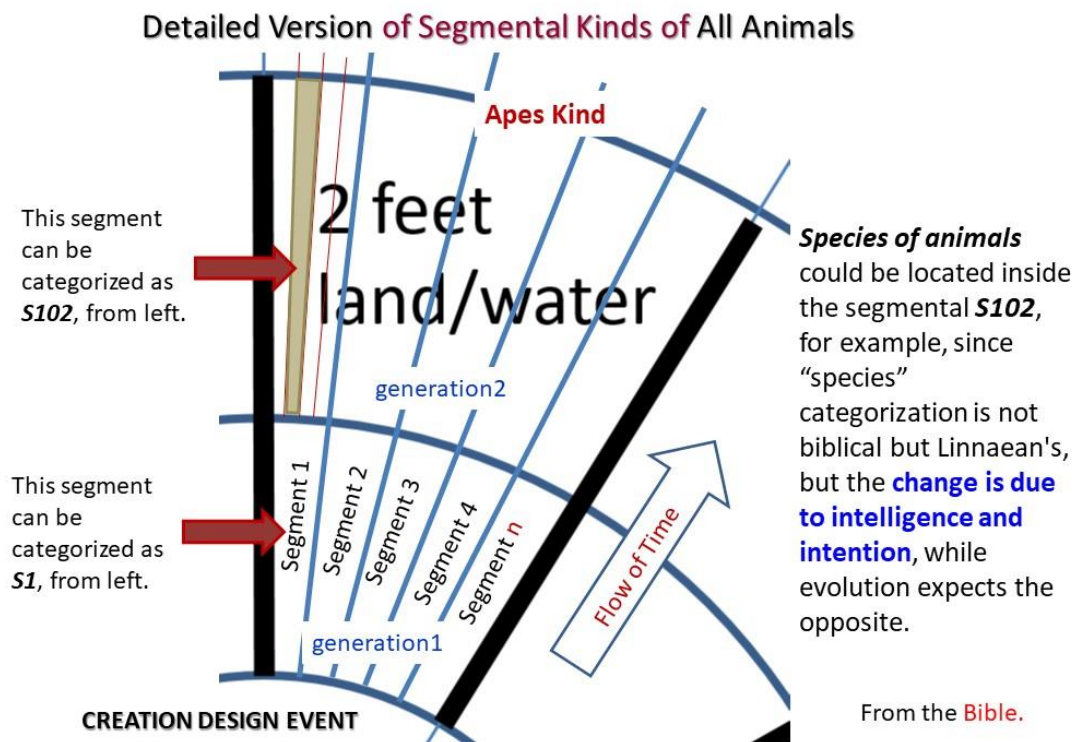 Detailed Version of Segmental Kinds of All Animals
Apes Kind
2 feet
land/water
This segment
can be
categorized as
S102, from left.
generation2
Segment 1
Segment 2
Segment 3
Segment 4
Segment n
This segment
can be
categorized as
S1, from left.
generation1
Flow of Time
CREATION DESIGN EVENT
Species of animals
could be located inside
the segmental S102,
for example, since
“species”
categorization is not
biblical but Linnaean's,
but the change is due
to intelligence and
intention, while
evolution expects the
opposite.
From the Bible.